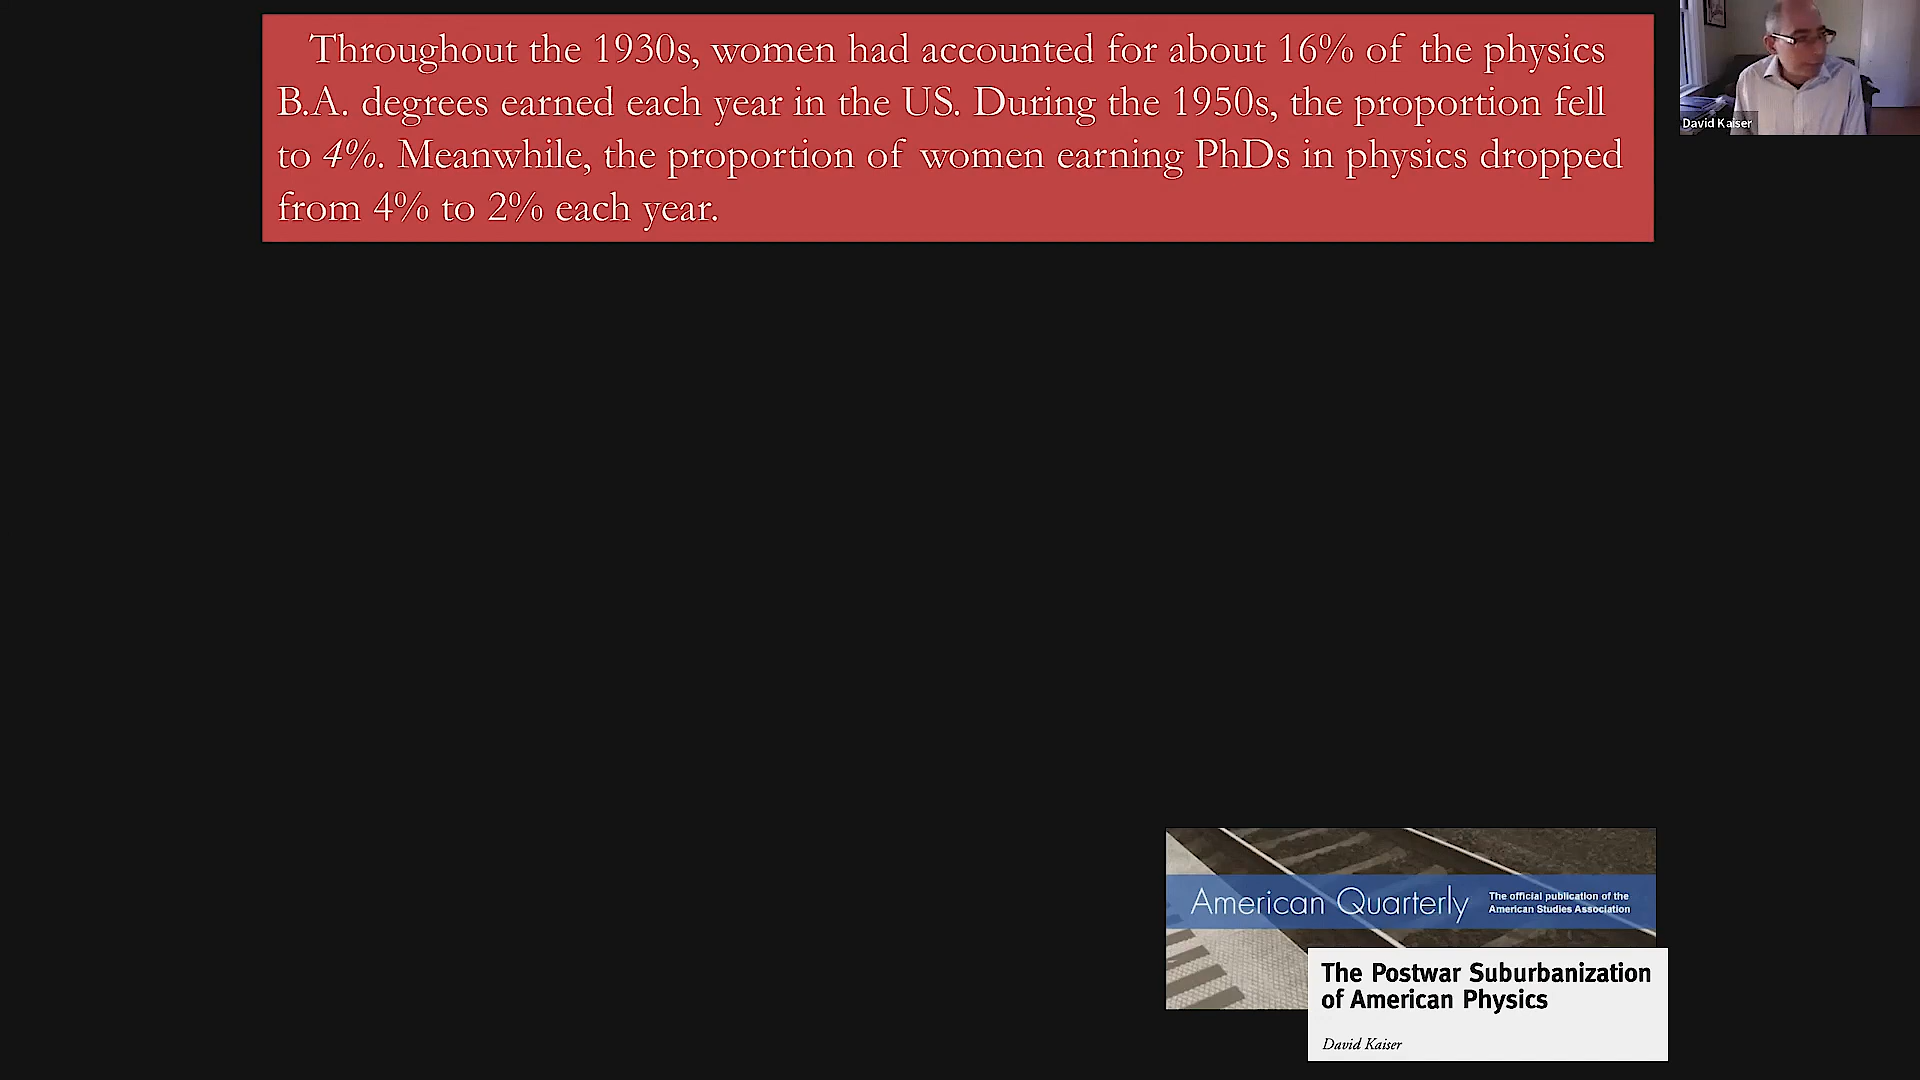 Throughout the 1930s, women had accounted for about 16% of the physics
B.A. degrees earned each year in the US. During the 1950s, the proportion fell
to 4%. Meanwhile, the proportion of women earning PhDs in physics dropped
from 4% to 2% each year.
David Kaiser
American Quarterly
The official publication of the
American Studies Association
The Postwar Suburbanization
of American Physics
David Kaiser